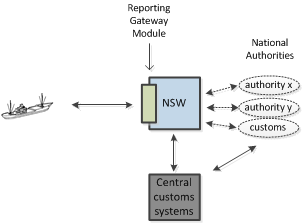 Reporting
Gateway
Module
National
Authorities
NSW
authority x
authority y
customs
Central
customs
systems